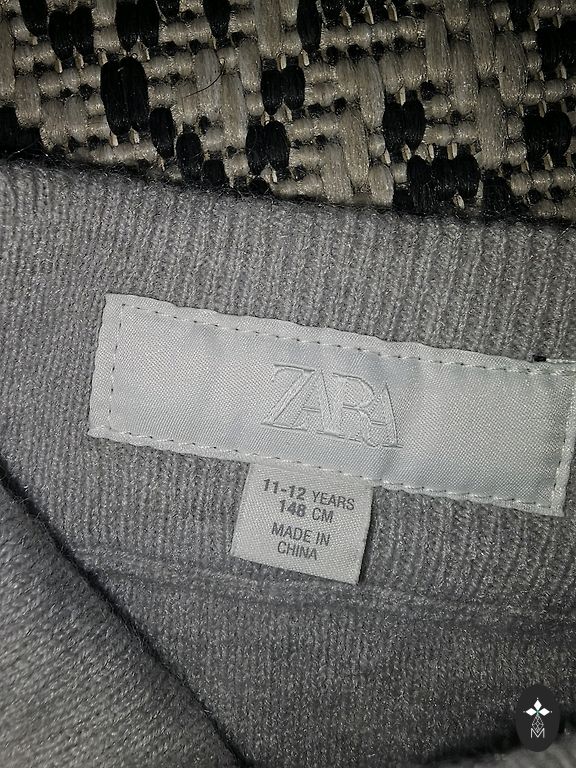 ZARA
11-12 YEARS
148 CM
MADE IN
CHINA
M